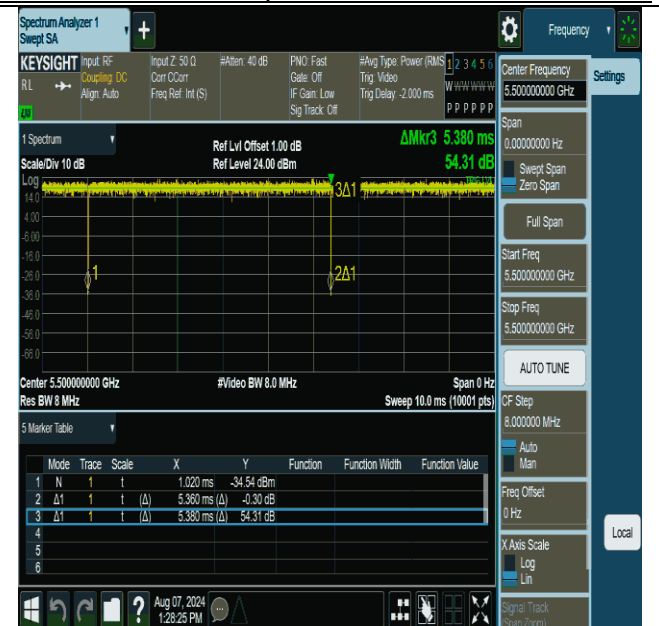 Spectrum Analyzer 1
Swept SA
+
Frequency
KEYSIGHT
RL
Input: RF
Coupling: DC
Align: Auto
Input Z: 50 Ω
Corr CCorr
Freq Ref: Int (S)
#Atten: 40 dB
PNO: Fast
Gate: Off
IF Gain: Low
Sig Track: Off
#Avg Type: Power (RMS
Trig: Video
Trig Delay: -2.000 ms
1 2 3 4 5 6
W W W W W W
P P P P P P
Center Frequency
5.500000000 GHz
Settings
Span
0.00000000 Hz
Swept Span
Zero Span
Full Span
Start Freq
5.500000000 GHz
Stop Freq
5.500000000 GHz
AUTO TUNE
CF Step
8.000000 MHz
Auto
Man
Freq Offset
0 Hz
X Axis Scale
Log
Lin
Signal Track
(Span Zoom)
Local
1 Spectrum
Scale/Div 10 dB
Ref Lvl Offset 1.00 dB
Ref Level 24.00 dBm
ΔMkr3 5.380 ms
54.31 dB
Log
14.0
4.00
-6.00
-16.0
-26.0
-36.0
-46.0
-56.0
-66.0
3Δ1
1
2Δ1
Center 5.50000000 GHz
Res BW 8 MHz
#Video BW 8.0 MHz
Span 0 Hz
Sweep 10.0 ms (10001 pts)
5 Marker Table
Mode Trace Scale X Y Function Function Width Function Value
1 N 1 t 1.020 ms -34.54 dBm
2 Δ1 1 t (Δ) 5.360 ms (Δ) -0.30 dB
3 Δ1 1 t (Δ) 5.380 ms (Δ) 54.31 dB
4
5
6
?
Aug 07, 2024
1:28:25 PM